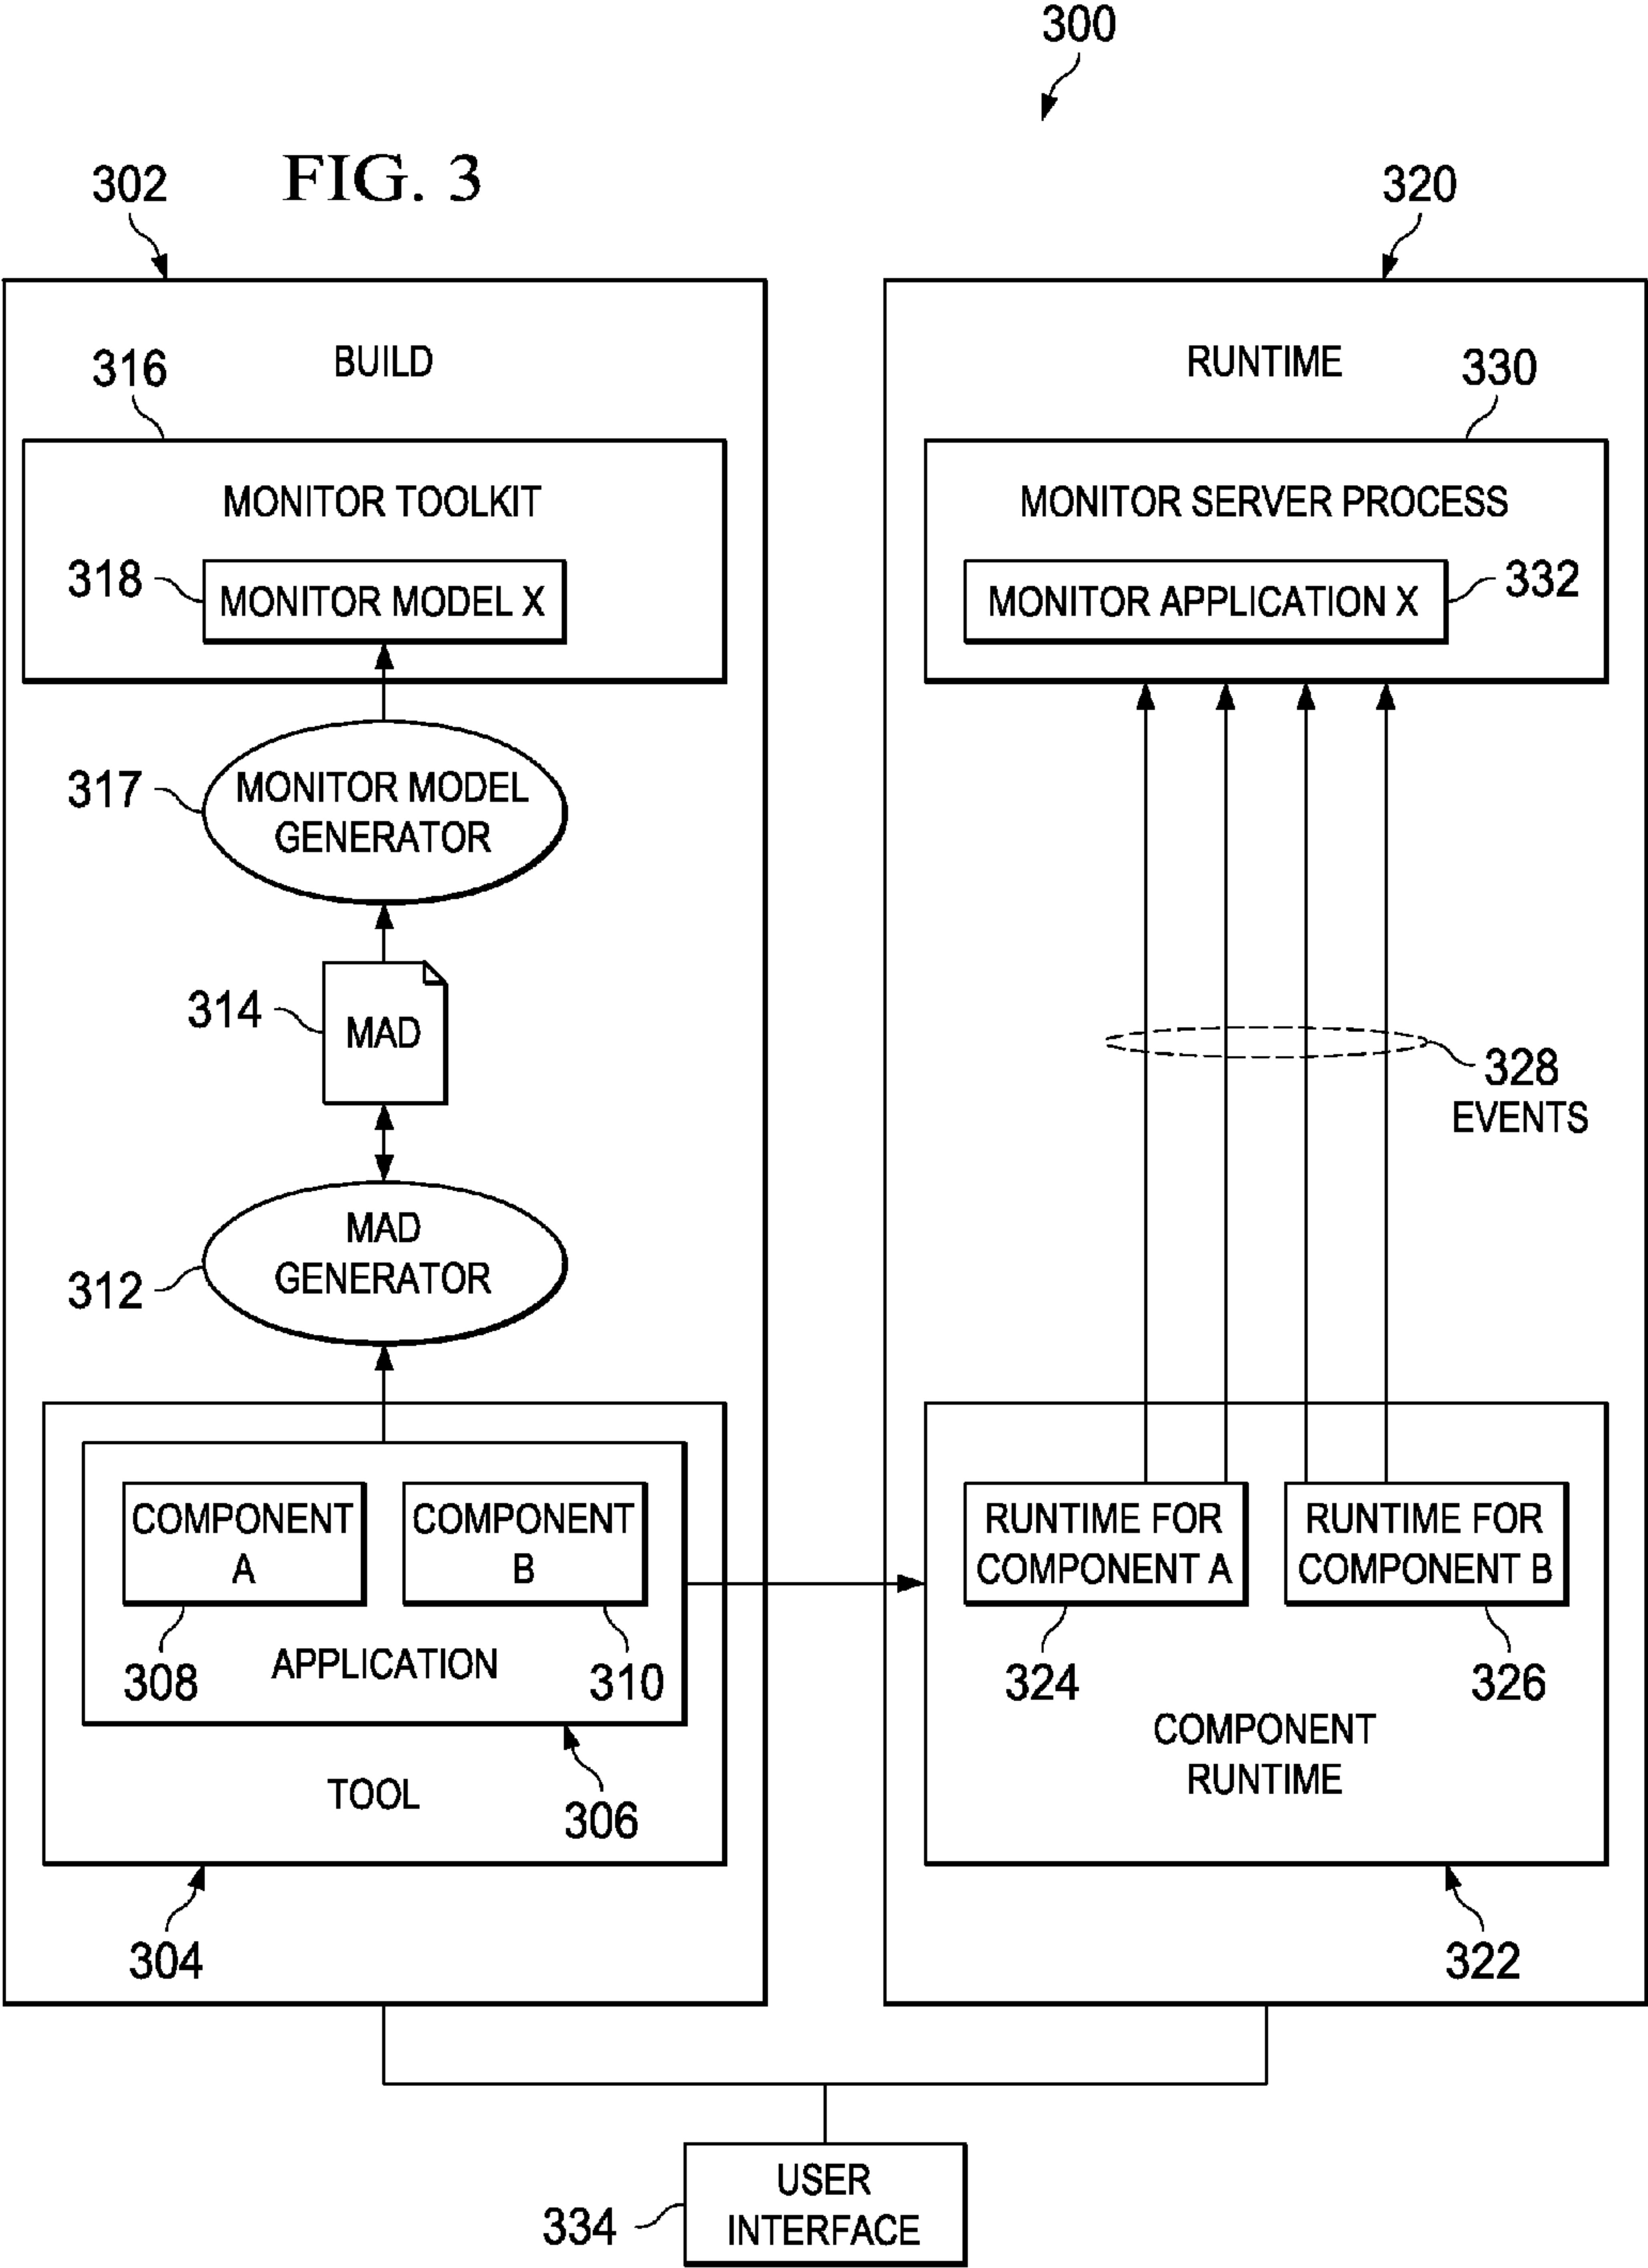 300
FIG. 3
302
320
BUILD
RUNTIME
316
330
MONITOR TOOLKIT
MONITOR SERVER PROCESS
318
MONITOR MODEL X
MONITOR APPLICATION X
332
317
MONITOR MODEL
GENERATOR
314
MAD
328
EVENTS
MAD
GENERATOR
312
COMPONENT
A
COMPONENT
B
RUNTIME FOR
COMPONENT A
RUNTIME FOR
COMPONENT B
308
APPLICATION
310
324
326
COMPONENT
RUNTIME
TOOL
306
304
322
USER
INTERFACE
334